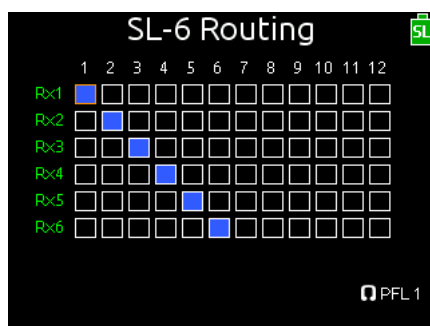 SL-6 Routing
SL
1 2 3 4 5 6 7 8 9 10 11 12
Rx1
Rx2
Rx3
Rx4
Rx5
Rx6
PFL 1